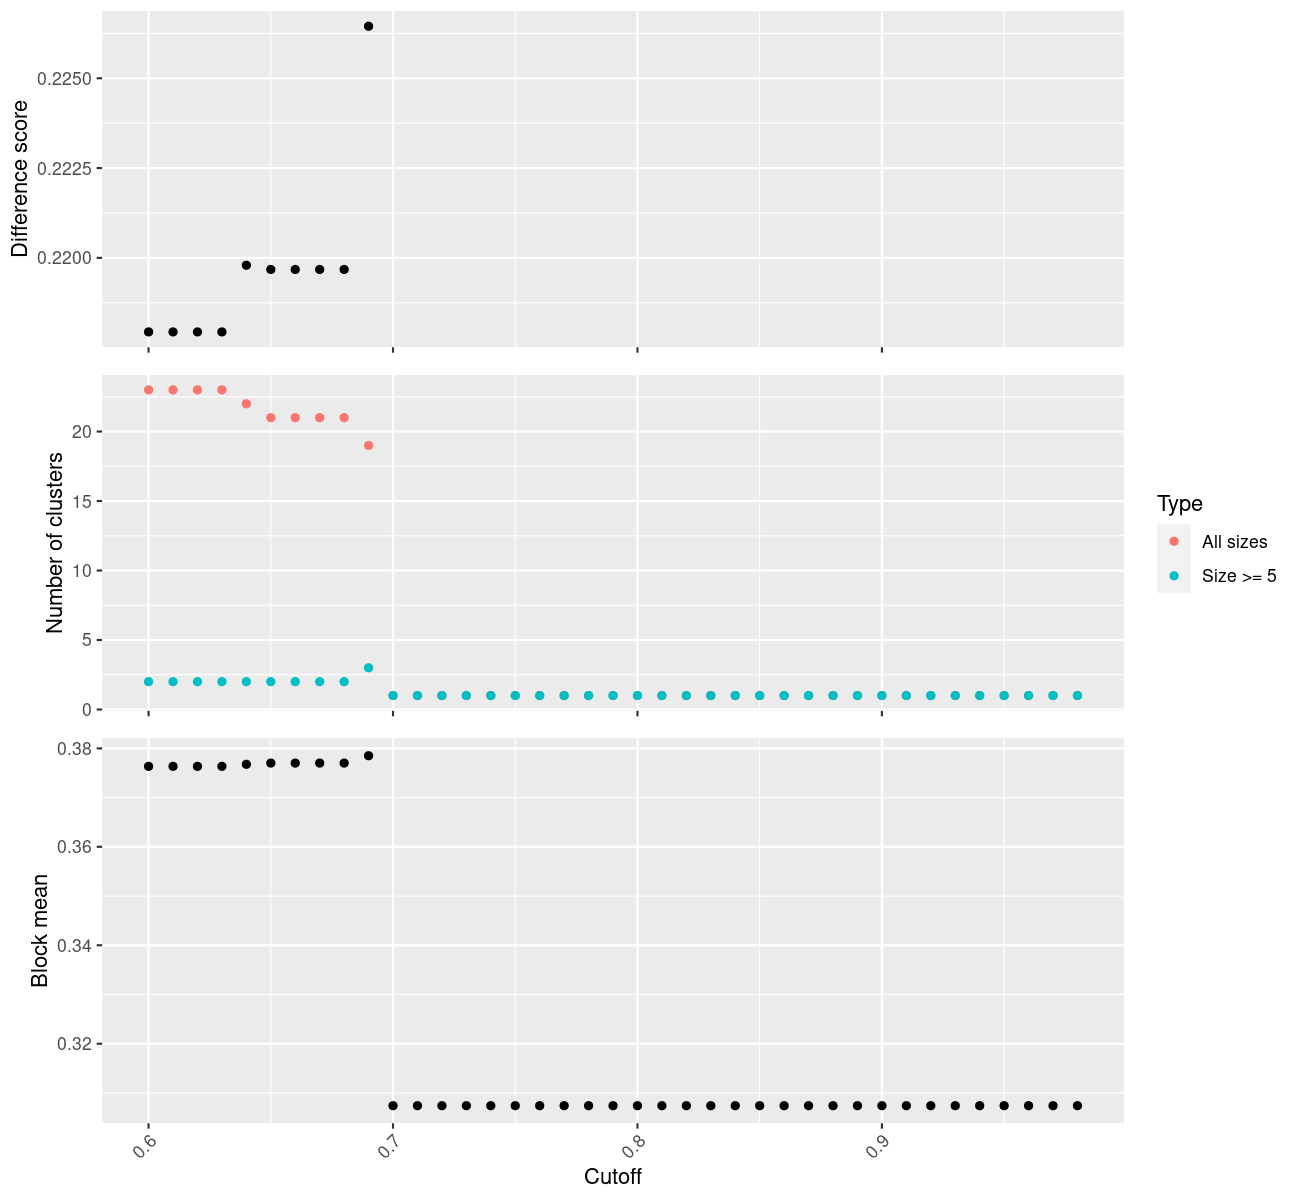 Difference score
0.2250
0.2225
0.2200
Number of clusters
20
15
10
5
0
Type
All sizes
Size >= 5
Block mean
0.38
0.36
0.34
0.32
0.6
0.7
0.8
0.9
Cutoff